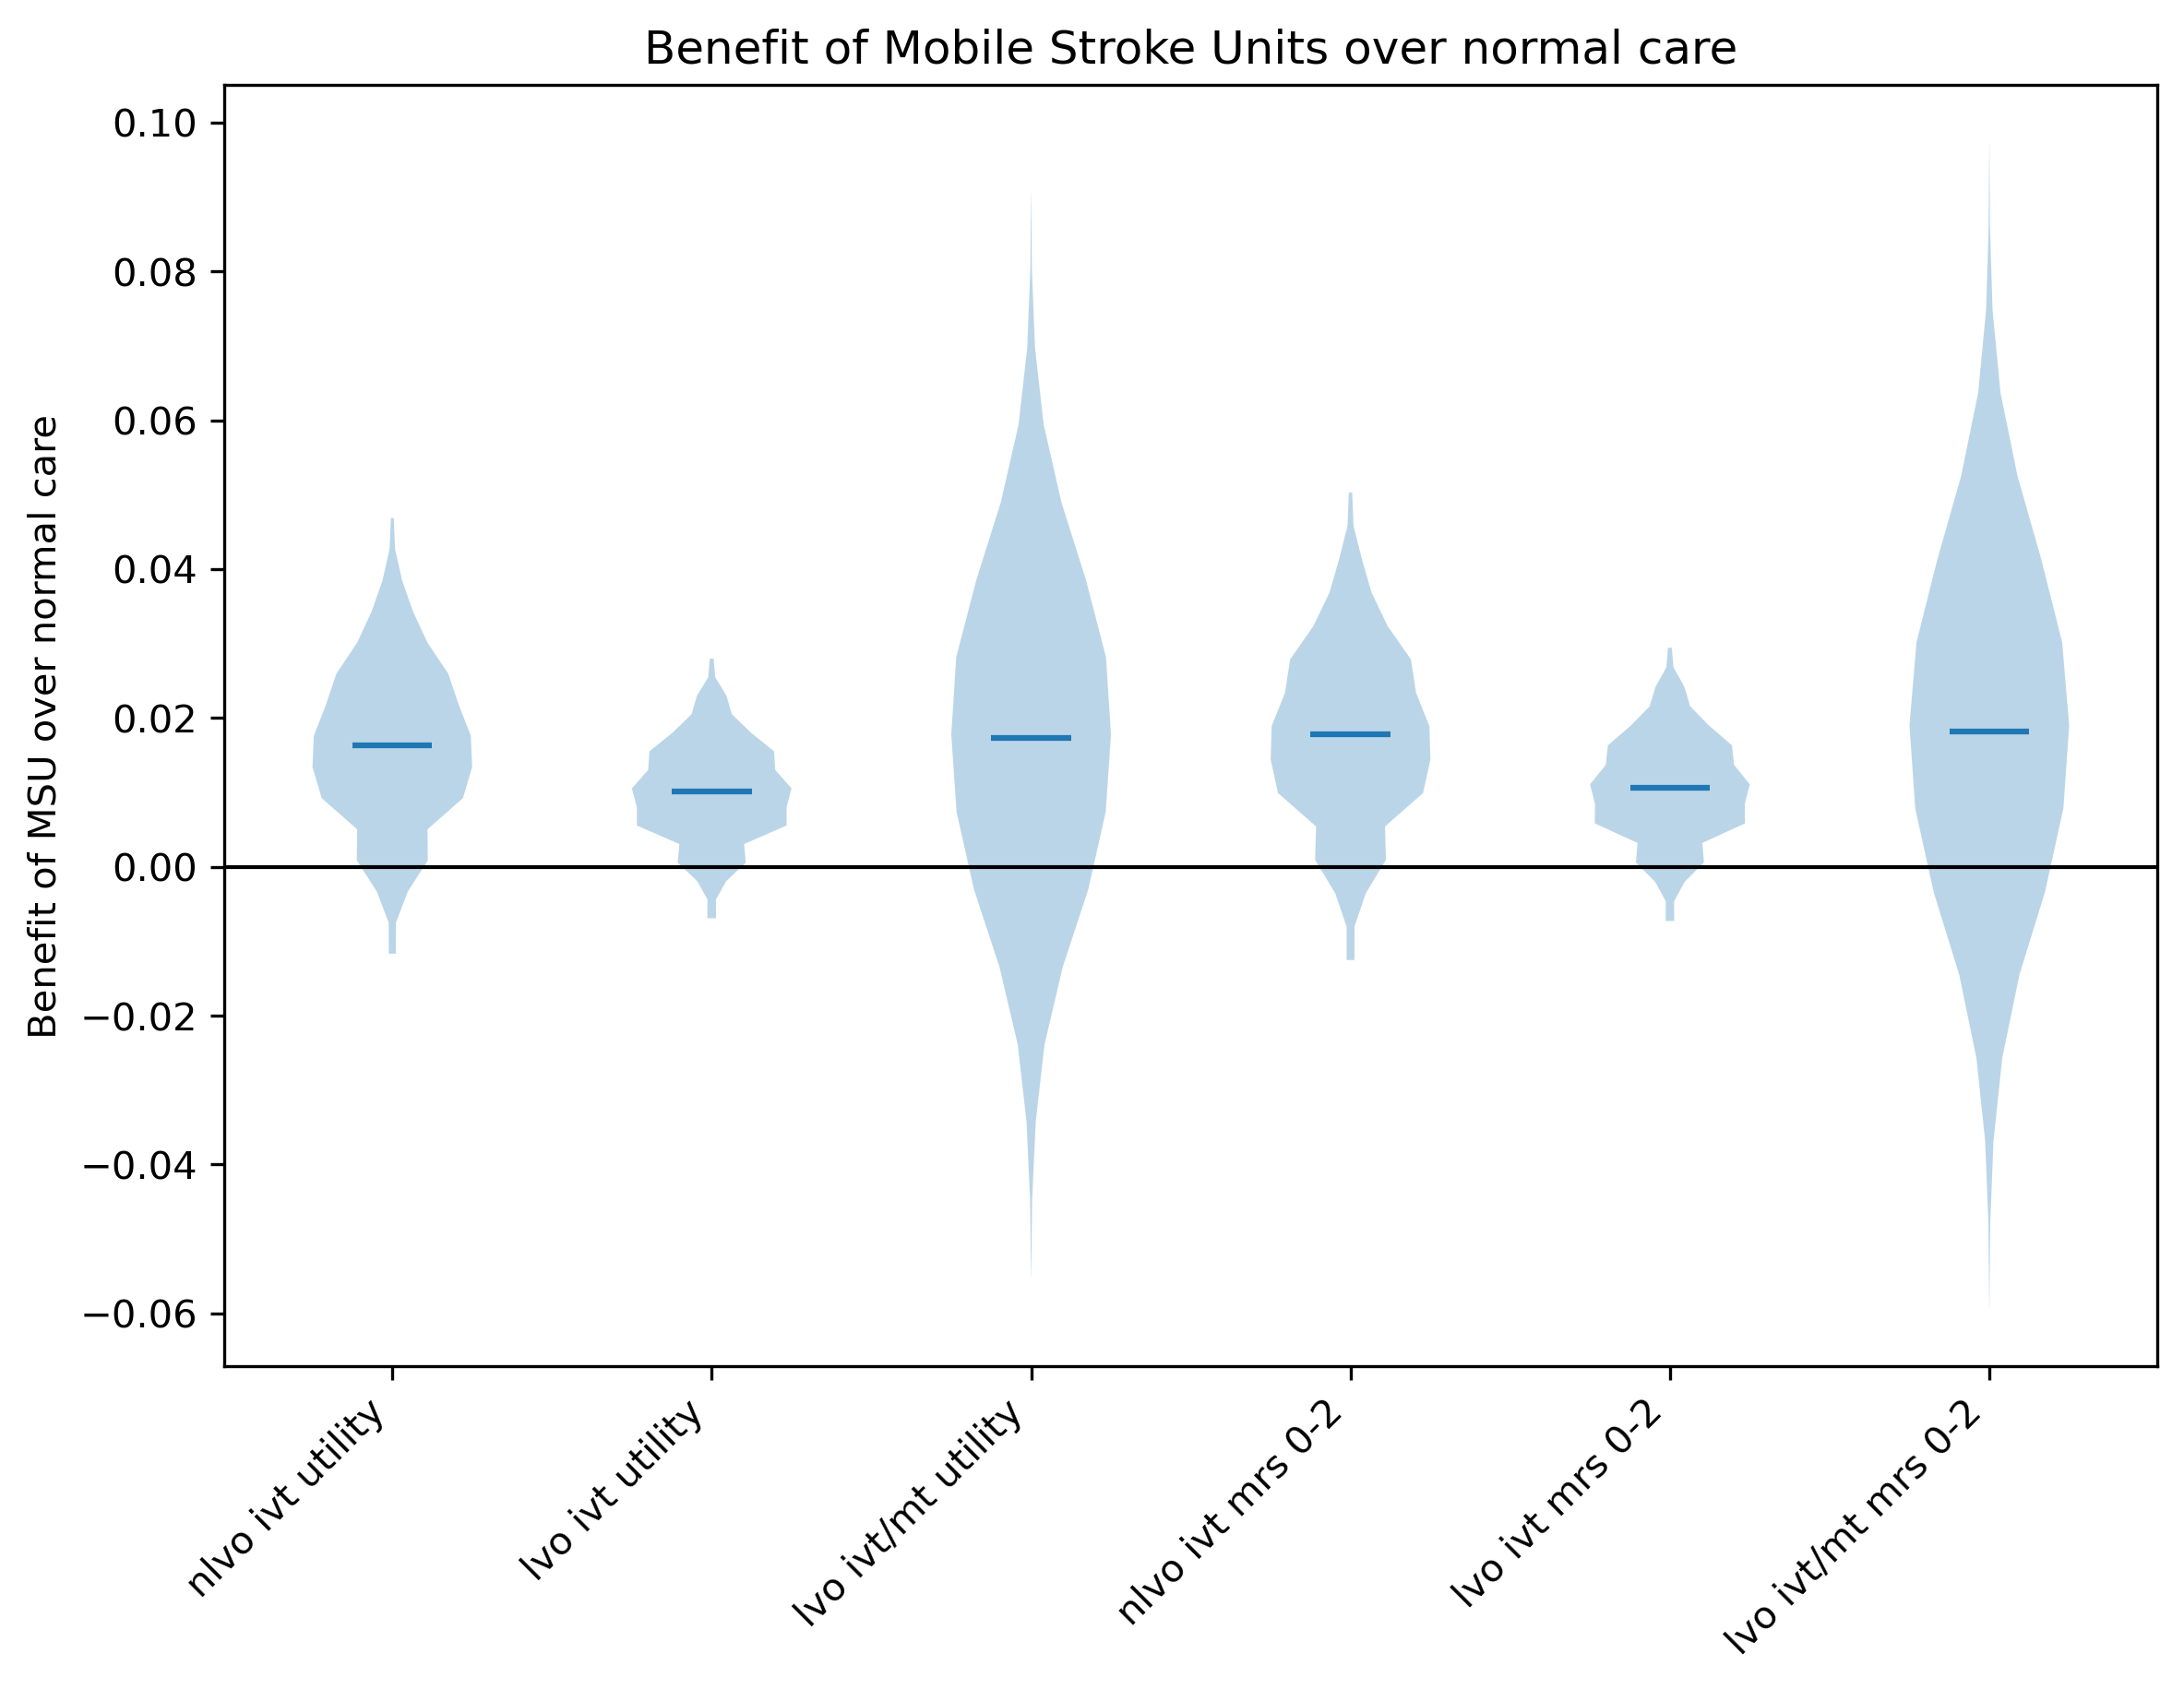 Benefit of Mobile Stroke Units over normal care
Benefit of MSU over normal care
0.10
0.08
0.06
0.04
0.02
0.00
−0.02
−0.04
−0.06
nlvo ivt utility
lvo ivt utility
lvo ivt/mt utility
nlvo ivt mrs 0-2
lvo ivt mrs 0-2
lvo ivt/mt mrs 0-2